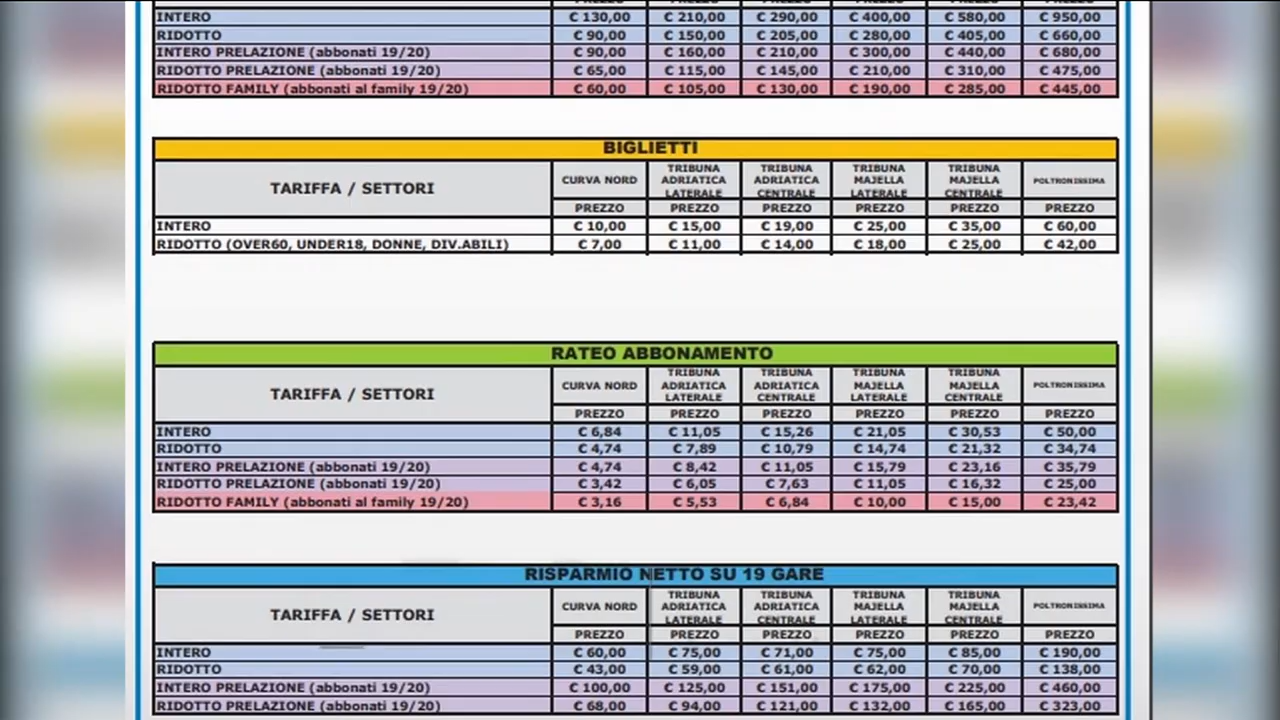 PREZZO PREZZO PREZZO PREZZO PREZZO PREZZO
INTERO € 130,00 € 210,00 € 290,00 € 400,00 € 580,00 € 950,00
RIDOTTO € 90,00 € 150,00 € 205,00 € 280,00 € 405,00 € 660,00
INTERO PRELAZIONE (abbonati 19/20) € 90,00 € 160,00 € 210,00 € 300,00 € 440,00 € 680,00
RIDOTTO PRELAZIONE (abbonati 19/20) € 65,00 € 115,00 € 145,00 € 210,00 € 310,00 € 475,00
RIDOTTO FAMILY (abbonati al family 19/20) € 60,00 € 105,00 € 130,00 € 190,00 € 285,00 € 445,00
BIGLIETTI
TARIFFA / SETTORI CURVA NORD TRIBUNA ADRIATICA LATERALE TRIBUNA ADRIATICA CENTRALE TRIBUNA MAJELLA LATERALE TRIBUNA MAJELLA CENTRALE POLTRONISSIMA
PREZZO PREZZO PREZZO PREZZO PREZZO PREZZO
INTERO € 10,00 € 15,00 € 19,00 € 25,00 € 35,00 € 60,00
RIDOTTO (OVER60, UNDER18, DONNE, DIV.ABILI) € 7,00 € 11,00 € 14,00 € 18,00 € 25,00 € 42,00
RATEO ABBONAMENTO
TARIFFA / SETTORI CURVA NORD TRIBUNA ADRIATICA LATERALE TRIBUNA ADRIATICA CENTRALE TRIBUNA MAJELLA LATERALE TRIBUNA MAJELLA CENTRALE POLTRONISSIMA
PREZZO PREZZO PREZZO PREZZO PREZZO PREZZO
INTERO € 6,84 € 11,05 € 15,26 € 21,05 € 30,53 € 50,00
RIDOTTO € 4,74 € 7,89 € 10,79 € 14,74 € 21,32 € 34,74
INTERO PRELAZIONE (abbonati 19/20) € 4,74 € 8,42 € 11,05 € 15,79 € 23,16 € 35,79
RIDOTTO PRELAZIONE (abbonati 19/20) € 3,42 € 6,05 € 7,63 € 11,05 € 16,32 € 25,00
RIDOTTO FAMILY (abbonati al family 19/20) € 3,16 € 5,53 € 6,84 € 10,00 € 15,00 € 23,42
RISPARMIO NETTO SU 19 GARE
TARIFFA / SETTORI CURVA NORD TRIBUNA ADRIATICA LATERALE TRIBUNA ADRIATICA CENTRALE TRIBUNA MAJELLA LATERALE TRIBUNA MAJELLA CENTRALE POLTRONISSIMA
PREZZO PREZZO PREZZO PREZZO PREZZO PREZZO
INTERO € 60,00 € 75,00 € 71,00 € 75,00 € 85,00 € 190,00
RIDOTTO € 43,00 € 59,00 € 61,00 € 62,00 € 70,00 € 138,00
INTERO PRELAZIONE (abbonati 19/20) € 100,00 € 125,00 € 151,00 € 175,00 € 225,00 € 460,00
RIDOTTO PRELAZIONE (abbonati 19/20) € 68,00 € 94,00 € 121,00 € 132,00 € 165,00 € 323,00